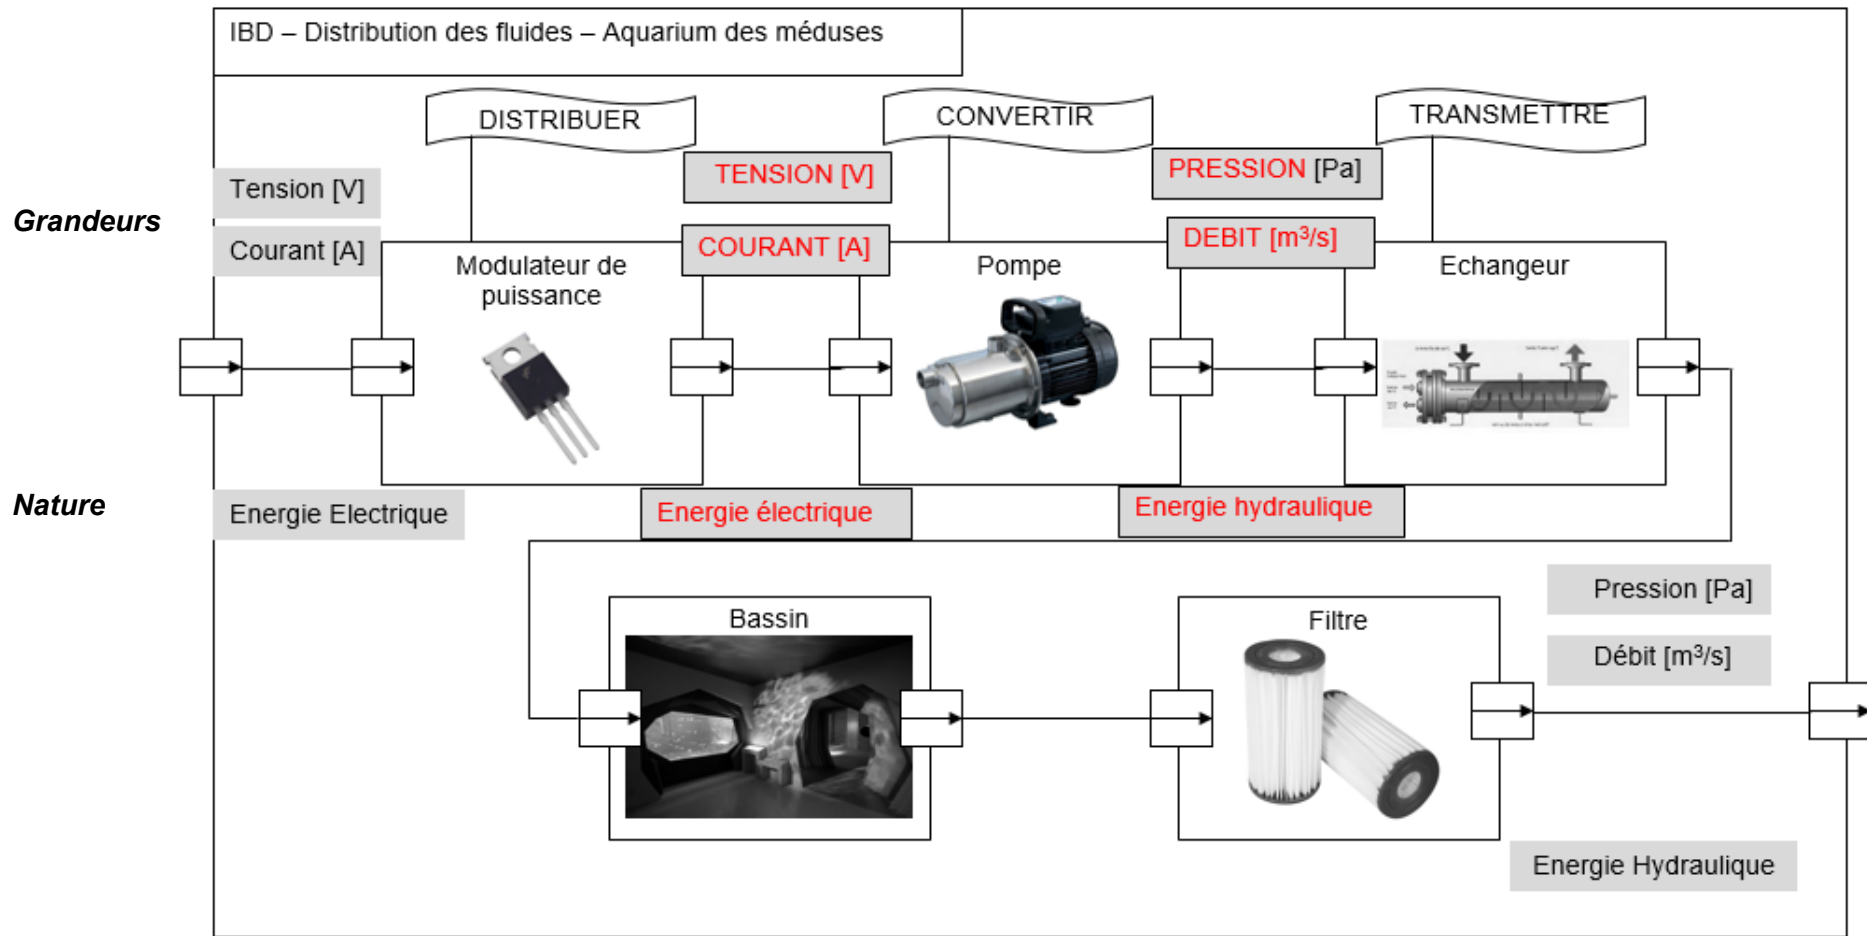 IBD – Distribution des fluides – Aquarium des méduses
DISTRIBUER
CONVERTIR
TRANSMETTRE
Grandeurs
Tension [V]
TENSION [V]
PRESSION [Pa]
Courant [A]
COURANT [A]
DEBIT [m³/s]
Modulateur de
puissance
Pompe
Echangeur
Nature
Energie Electrique
Energie électrique
Energie hydraulique
Bassin
Filtre
Pression [Pa]
Débit [m³/s]
Energie Hydraulique